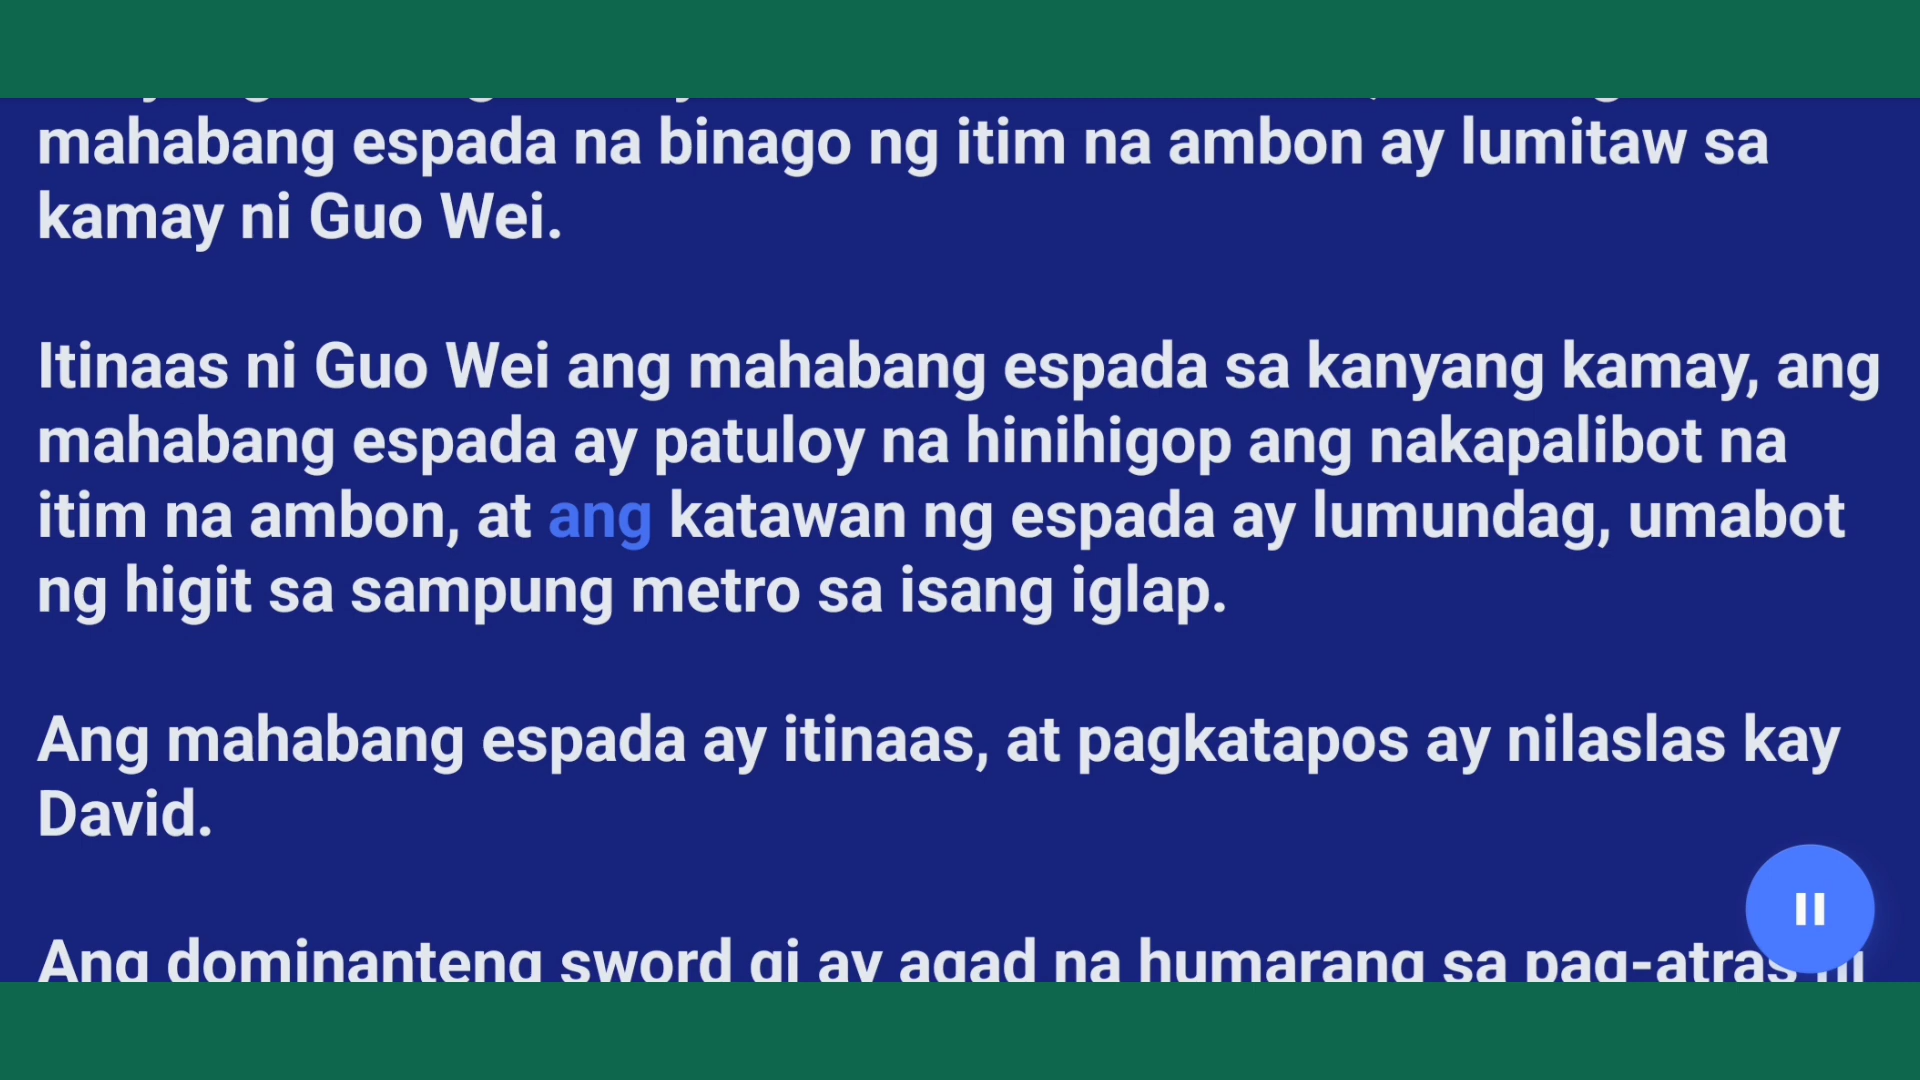 mahabang espada na binago ng itim na ambon ay lumitaw sa
kamay ni Guo Wei.
Itinaas ni Guo Wei ang mahabang espada sa kanyang kamay, ang
mahabang espada ay patuloy na hinihigop ang nakapalibot na
itim na ambon, at ang katawan ng espada ay lumundag, umabot
ng higit sa sampung metro sa isang iglap.
Ang mahabang espada ay itinaas, at pagkatapos ay nilaslas kay
David.
Ang dominanteng sword qi ay agad na humarang sa pag-atras ni